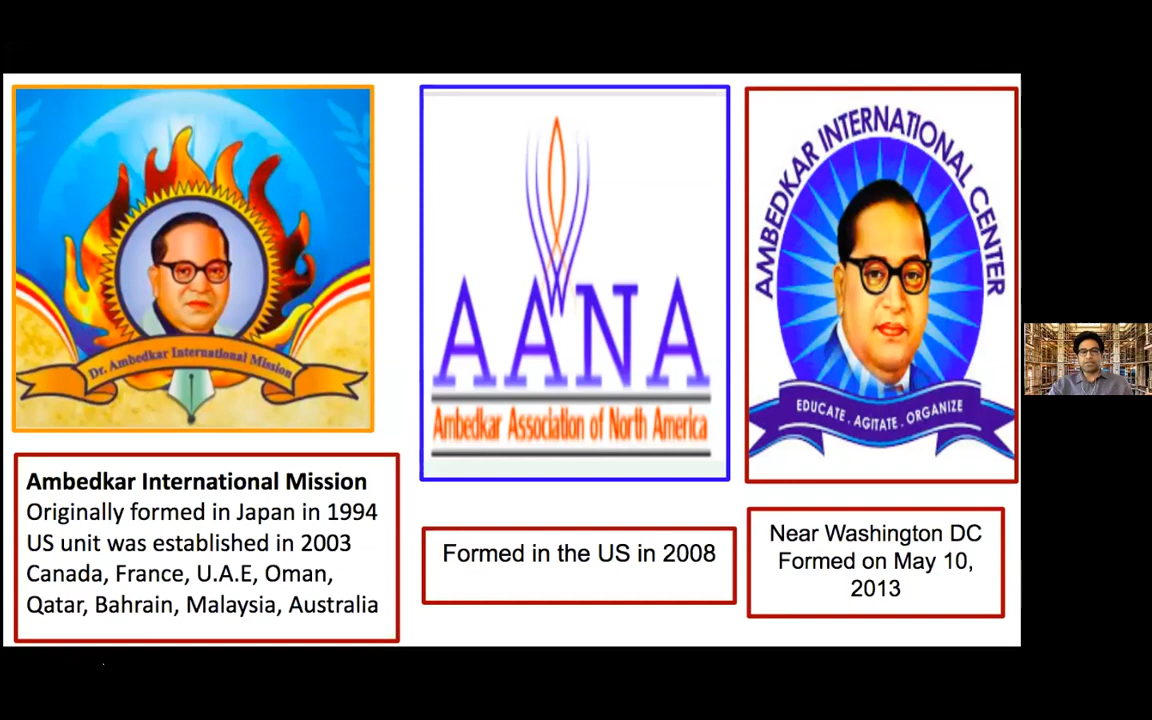 Dr. Ambedkar International Mission
Ambedkar International Mission
Originally formed in Japan in 1994
US unit was established in 2003
Canada, France, U.A.E, Oman,
Qatar, Bahrain, Malaysia, Australia
AANA
Ambedkar Association of North America
Formed in the US in 2008
AMBEDKAR INTERNATIONAL CENTER
EDUCATE . AGITATE . ORGANIZE
Near Washington DC
Formed on May 10,
2013